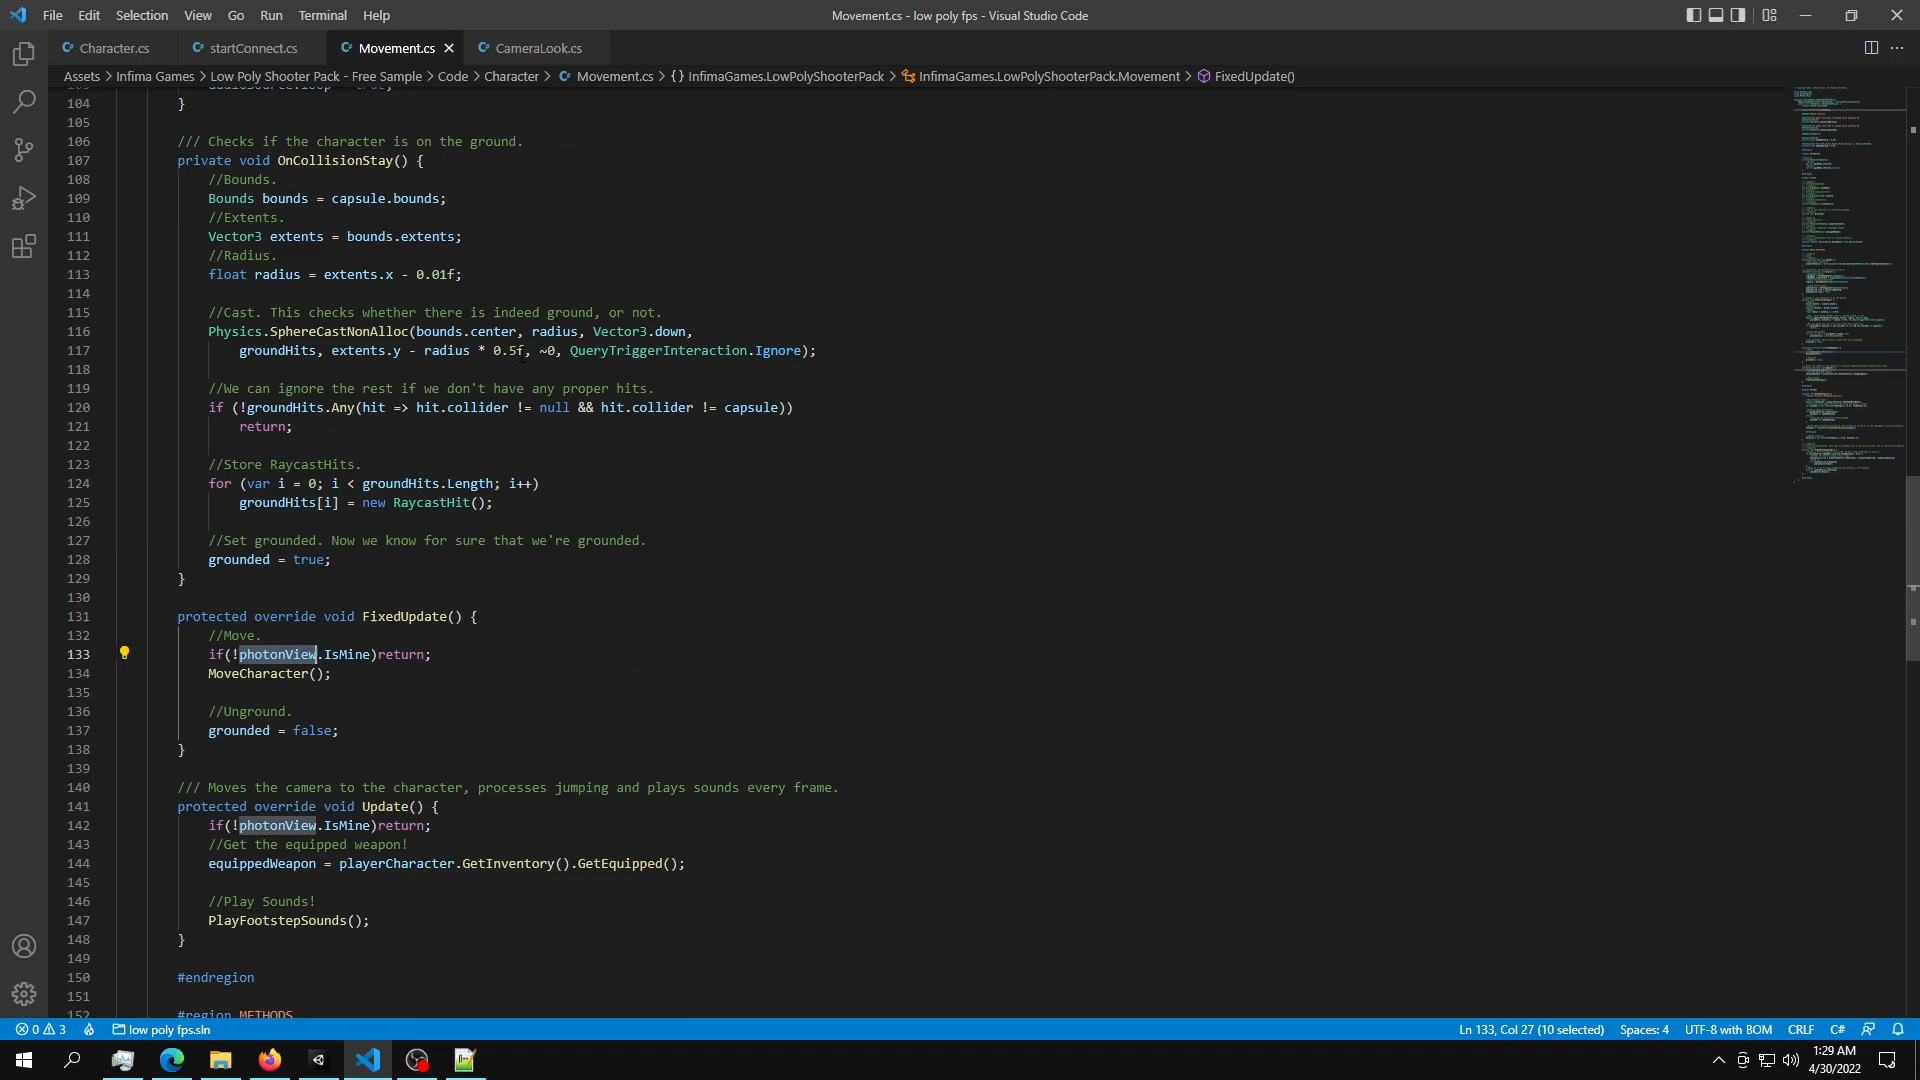 File Edit Selection View Go Run Terminal Help
Movement.cs - low poly fps - Visual Studio Code
Character.cs startConnect.cs Movement.cs CameraLook.cs
Assets > Infima Games > Low Poly Shooter Pack - Free Sample > Code > Character > Movement.cs > {} InfimaGames.LowPolyShooterPack > InfimaGames.LowPolyShooterPack.Movement > FixedUpdate()
104 }
105
106 /// Checks if the character is on the ground.
107 private void OnCollisionStay() {
108 //Bounds.
109 Bounds bounds = capsule.bounds;
110 //Extents.
111 Vector3 extents = bounds.extents;
112 //Radius.
113 float radius = extents.x - 0.01f;
114
115 //Cast. This checks whether there is indeed ground, or not.
116 Physics.SphereCastNonAlloc(bounds.center, radius, Vector3.down,
117 groundHits, extents.y - radius * 0.5f, ~0, QueryTriggerInteraction.Ignore);
118
119 //We can ignore the rest if we don't have any proper hits.
120 if (!groundHits.Any(hit => hit.collider != null && hit.collider != capsule))
121 return;
122
123 //Store RaycastHits.
124 for (var i = 0; i < groundHits.Length; i++)
125 groundHits[i] = new RaycastHit();
126
127 //Set grounded. Now we know for sure that we're grounded.
128 grounded = true;
129 }
130
131 protected override void FixedUpdate() {
132 //Move.
133 if(!photonView.IsMine)return;
134 MoveCharacter();
135
136 //Unground.
137 grounded = false;
138 }
139
140 /// Moves the camera to the character, processes jumping and plays sounds every frame.
141 protected override void Update() {
142 if(!photonView.IsMine)return;
143 //Get the equipped weapon!
144 equippedWeapon = playerCharacter.GetInventory().GetEquipped();
145
146 //Play Sounds!
147 PlayFootstepSounds();
148 }
149
150 #endregion
151
152 #region METHODS
0 3 low poly fps.sln Ln 133, Col 27 (10 selected) Spaces: 4 UTF-8 with BOM CRLF C#
1:29 AM
4/30/2022